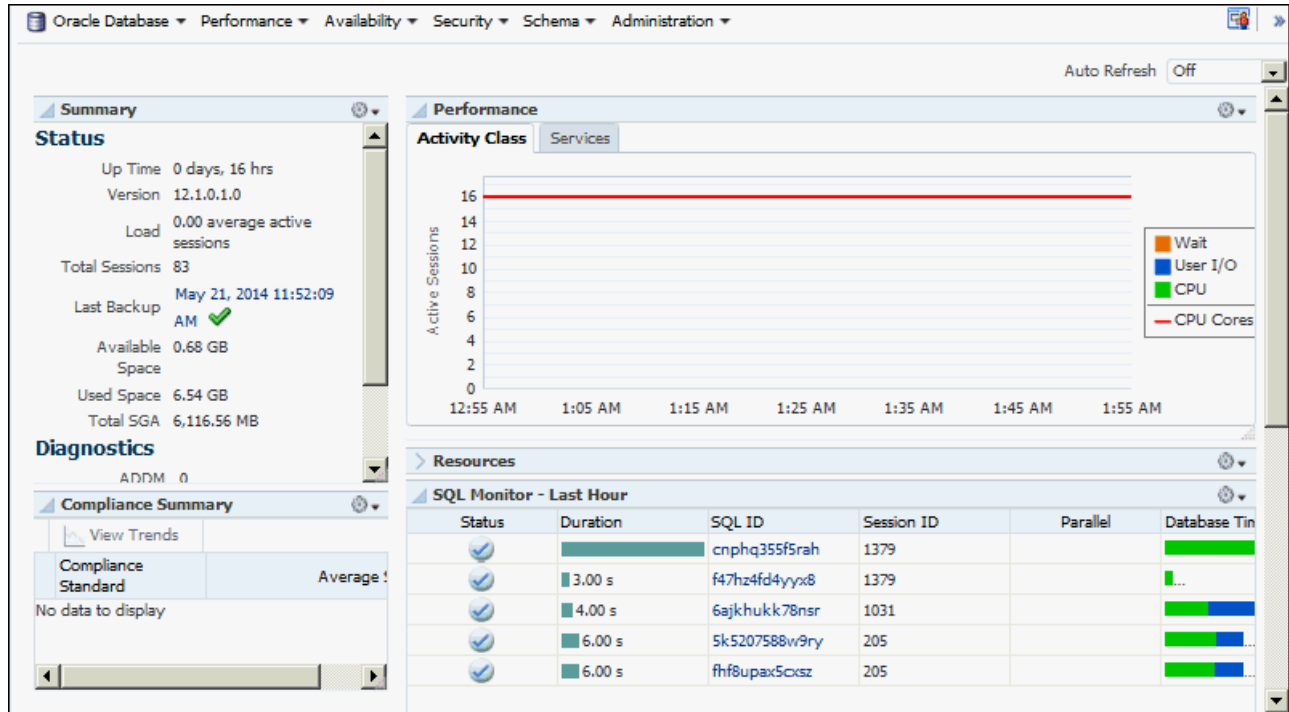 Oracle Database Performance Availability Security Schema Administration
Auto Refresh Off
Summary
Status
Up Time 0 days, 16 hrs
Version 12.1.0.1.0
Load 0.00 average active
sessions
Total Sessions 83
Last Backup May 21, 2014 11:52:09
AM
Available 0.68 GB
Space
Used Space 6.54 GB
Total SGA 6,116.56 MB
Diagnostics
ADDM 0
Compliance Summary
View Trends
Compliance
Standard
Average
No data to display
Performance
Activity Class Services
Active Sessions
16
14
12
10
8
6
4
2
0
12:55 AM 1:05 AM 1:15 AM 1:25 AM 1:35 AM 1:45 AM 1:55 AM
Wait
User I/O
CPU
CPU Cores
Resources
SQL Monitor - Last Hour
Status Duration SQL ID Session ID Parallel Database
cnphq355f5rah 1379
3.00 s f47hz4fd4yyx8 1379 ...
4.00 s 6ajkhukk78nsr 1031
6.00 s 5k5207588w9ry 205 ...
6.00 s fhf8upax5cxsz 205 ...